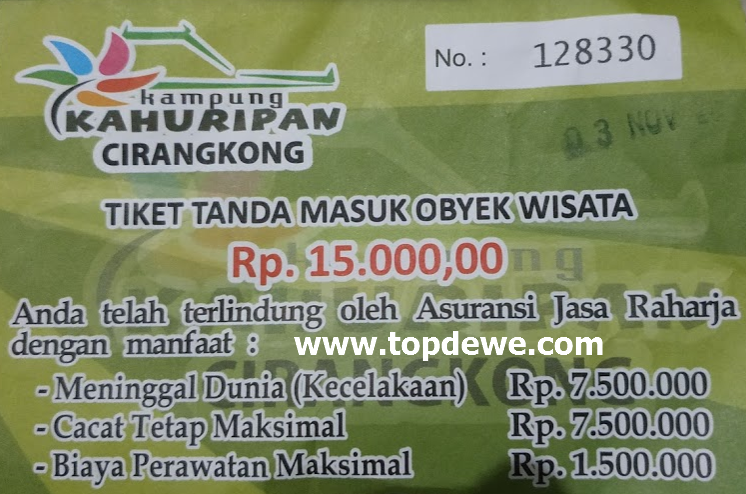 No. : 128330
kampung
KAHURIPAN
CIRANGKONG
03 NOV
TIKET TANDA MASUK OBYEK WISATA
Rp. 15.000,00
Anda telah terlindung oleh Asuransi Jasa Raharja
dengan manfaat :
www.topdewe.com
- Meninggal Dunia (Kecelakaan) Rp. 7.500.000
- Cacat Tetap Maksimal Rp. 7.500.000
- Biaya Perawatan Maksimal Rp. 1.500.000